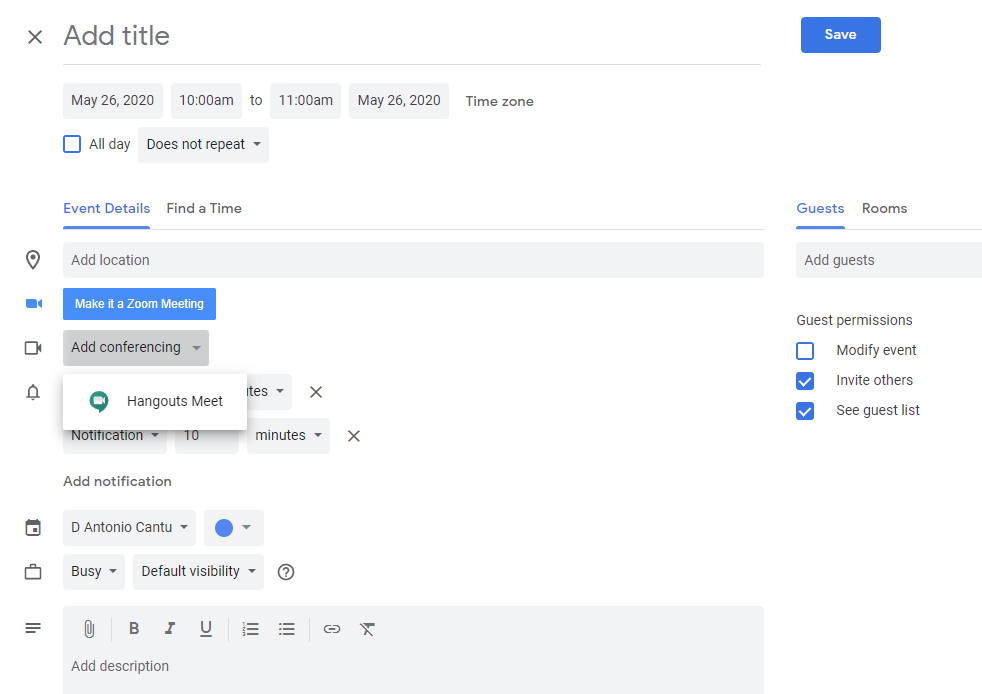 Add title
Save
May 26, 2020 10:00am to 11:00am May 26, 2020 Time zone
All day Does not repeat
Event Details Find a Time
Guests Rooms
Add location
Add guests
Make it a Zoom Meeting
Guest permissions
Add conferencing
Modify event
Invite others
Hangouts Meet
See guest list
Notification 10 minutes
Add notification
D Antonio Cantu
Busy Default visibility
B I U
Add description